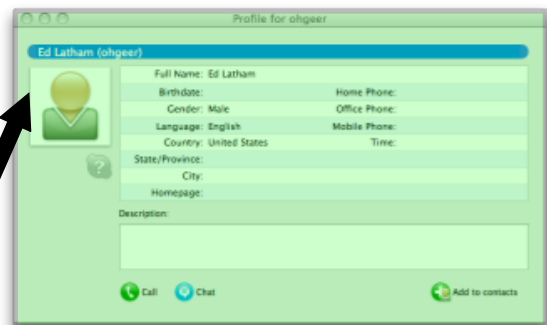 Profile for ohgeer
Ed Latham (ohgeer)
Full Name: Ed Latham
Birthdate: Home Phone:
Gender: Male Office Phone:
Language: English Mobile Phone:
Country: United States Time:
State/Province:
City:
Homepage:
Description:
Call Chat Add to contacts